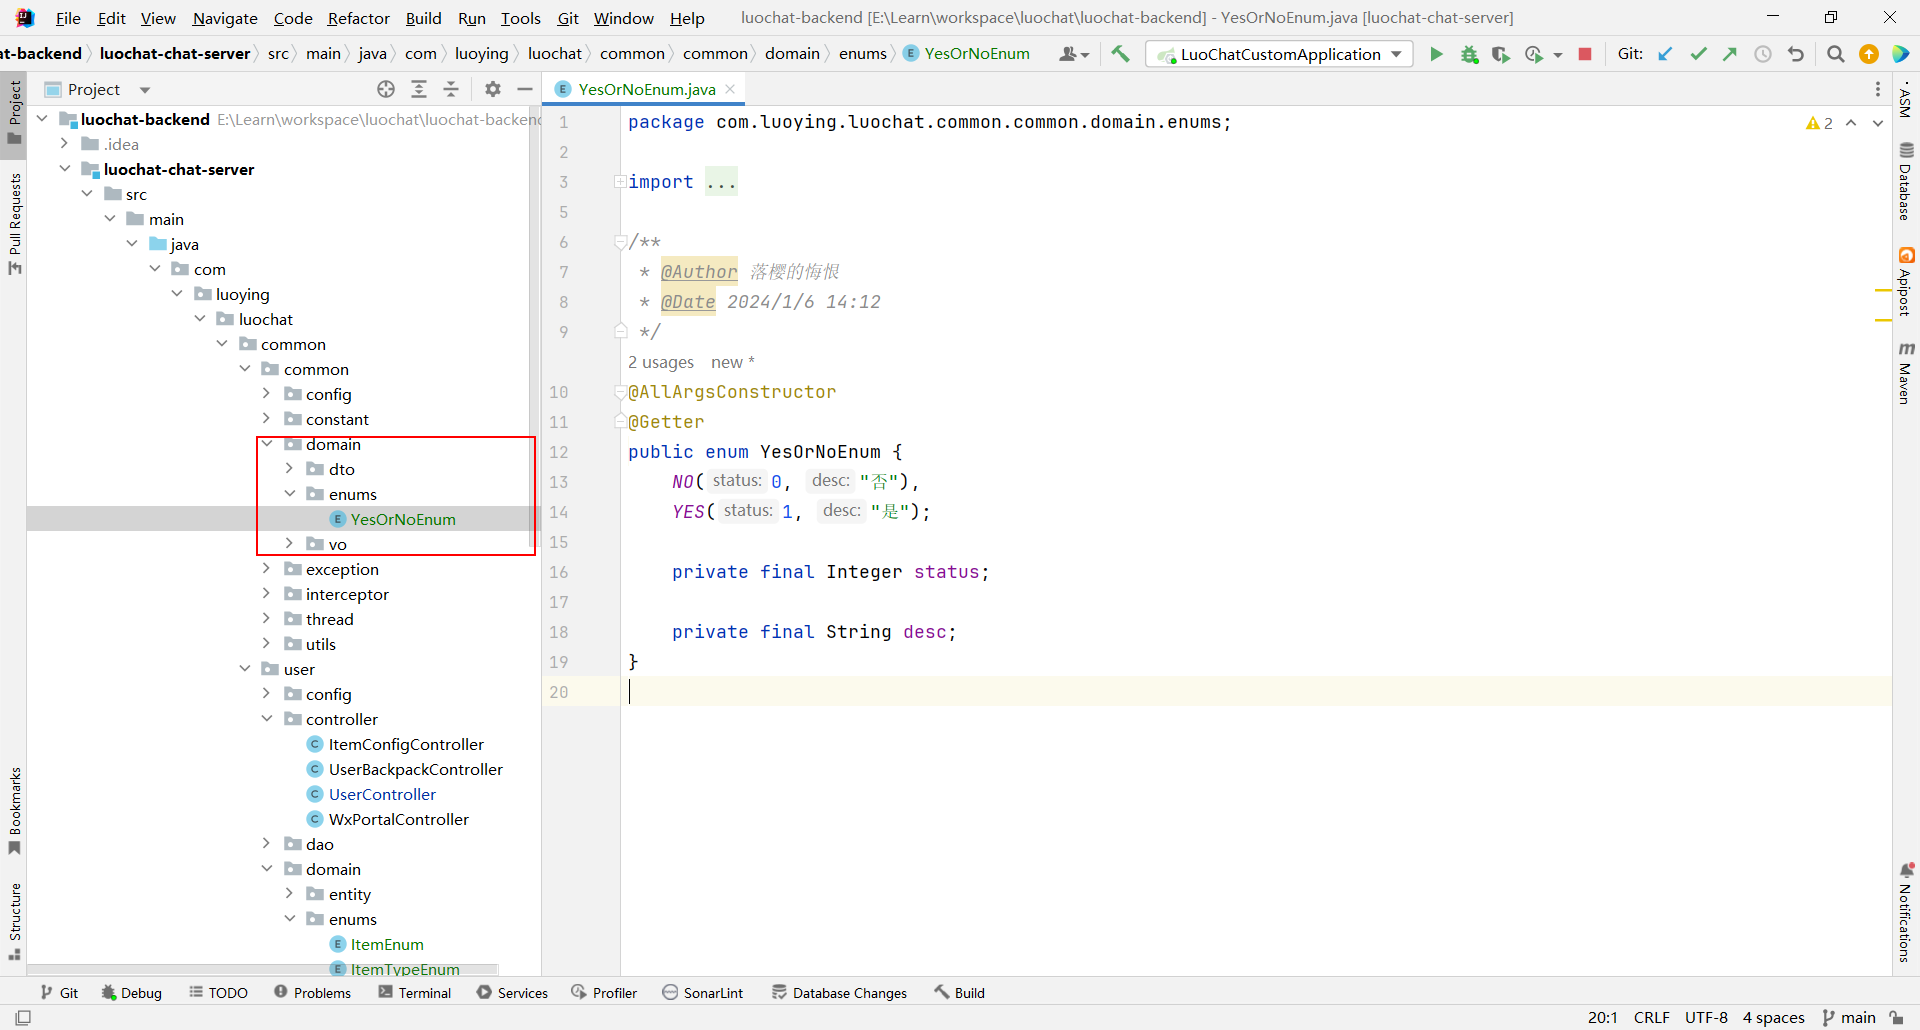 File Edit View Navigate Code Refactor Build Run Tools Git Window Help luochat-backend [E:\Learn\workspace\luochat\luochat-backend] - YesOrNoEnum.java [luochat-chat-server]
at-backend luochat-chat-server src main java com luoying luochat common common domain enums YesOrNoEnum LuoChatCustomApplication Git:
Project
YesOrNoEnum.java
luochat-backend E:\Learn\workspace\luochat\luochat-backend
.idea
luochat-chat-server
src
main
java
com
luoying
luochat
common
common
config
constant
domain
dto
enums
YesOrNoEnum
vo
exception
interceptor
thread
utils
user
config
controller
ItemConfigController
UserBackpackController
UserController
WxPortalController
dao
domain
entity
enums
ItemEnum
ItemTypeEnum
1 package com.luoying.luochat.common.common.domain.enums;
2
3 import ...
5
6 /**
7 * @Author 落樱的悔恨
8 * @Date 2024/1/6 14:12
9 */
2 usages new *
10 @AllArgsConstructor
11 @Getter
12 public enum YesOrNoEnum {
13 NO( status: 0, desc: "否"),
14 YES( status: 1, desc: "是");
15
16 private final Integer status;
17
18 private final String desc;
19 }
20
2
Project
Pull Requests
Bookmarks
Structure
ASM
Database
Apipost
m Maven
Notifications
Git Debug TODO Problems Terminal Services Profiler SonarLint Database Changes Build
20:1 CRLF UTF-8 4 spaces main